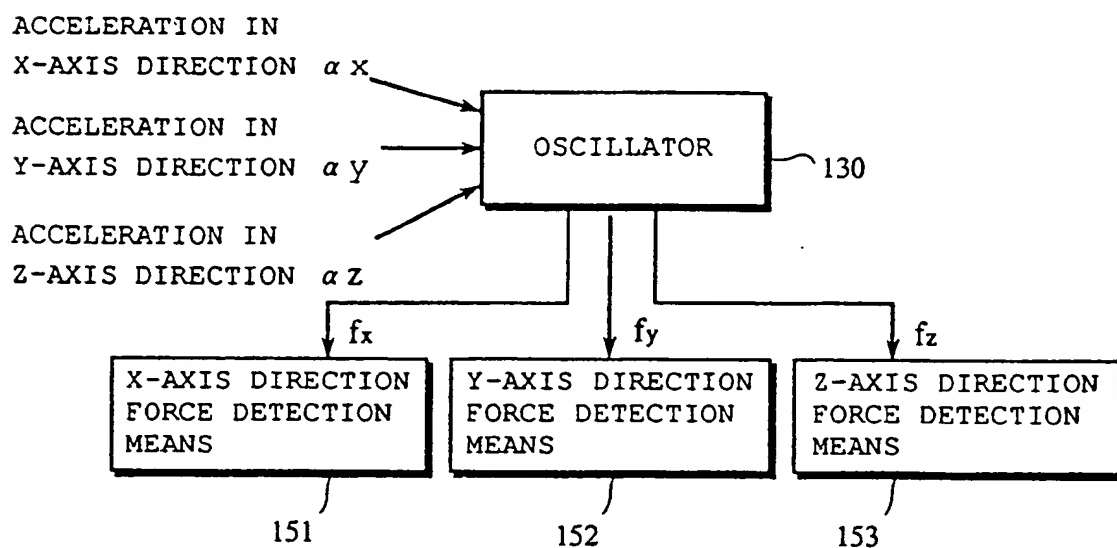 ACCELERATION IN
X-AXIS DIRECTION αx
ACCELERATION IN
Y-AXIS DIRECTION αy
ACCELERATION IN
Z-AXIS DIRECTION αz
OSCILLATOR
130
fx
fy
fz
X-AXIS DIRECTION
FORCE DETECTION
MEANS
Y-AXIS DIRECTION
FORCE DETECTION
MEANS
Z-AXIS DIRECTION
FORCE DETECTION
MEANS
151
152
153